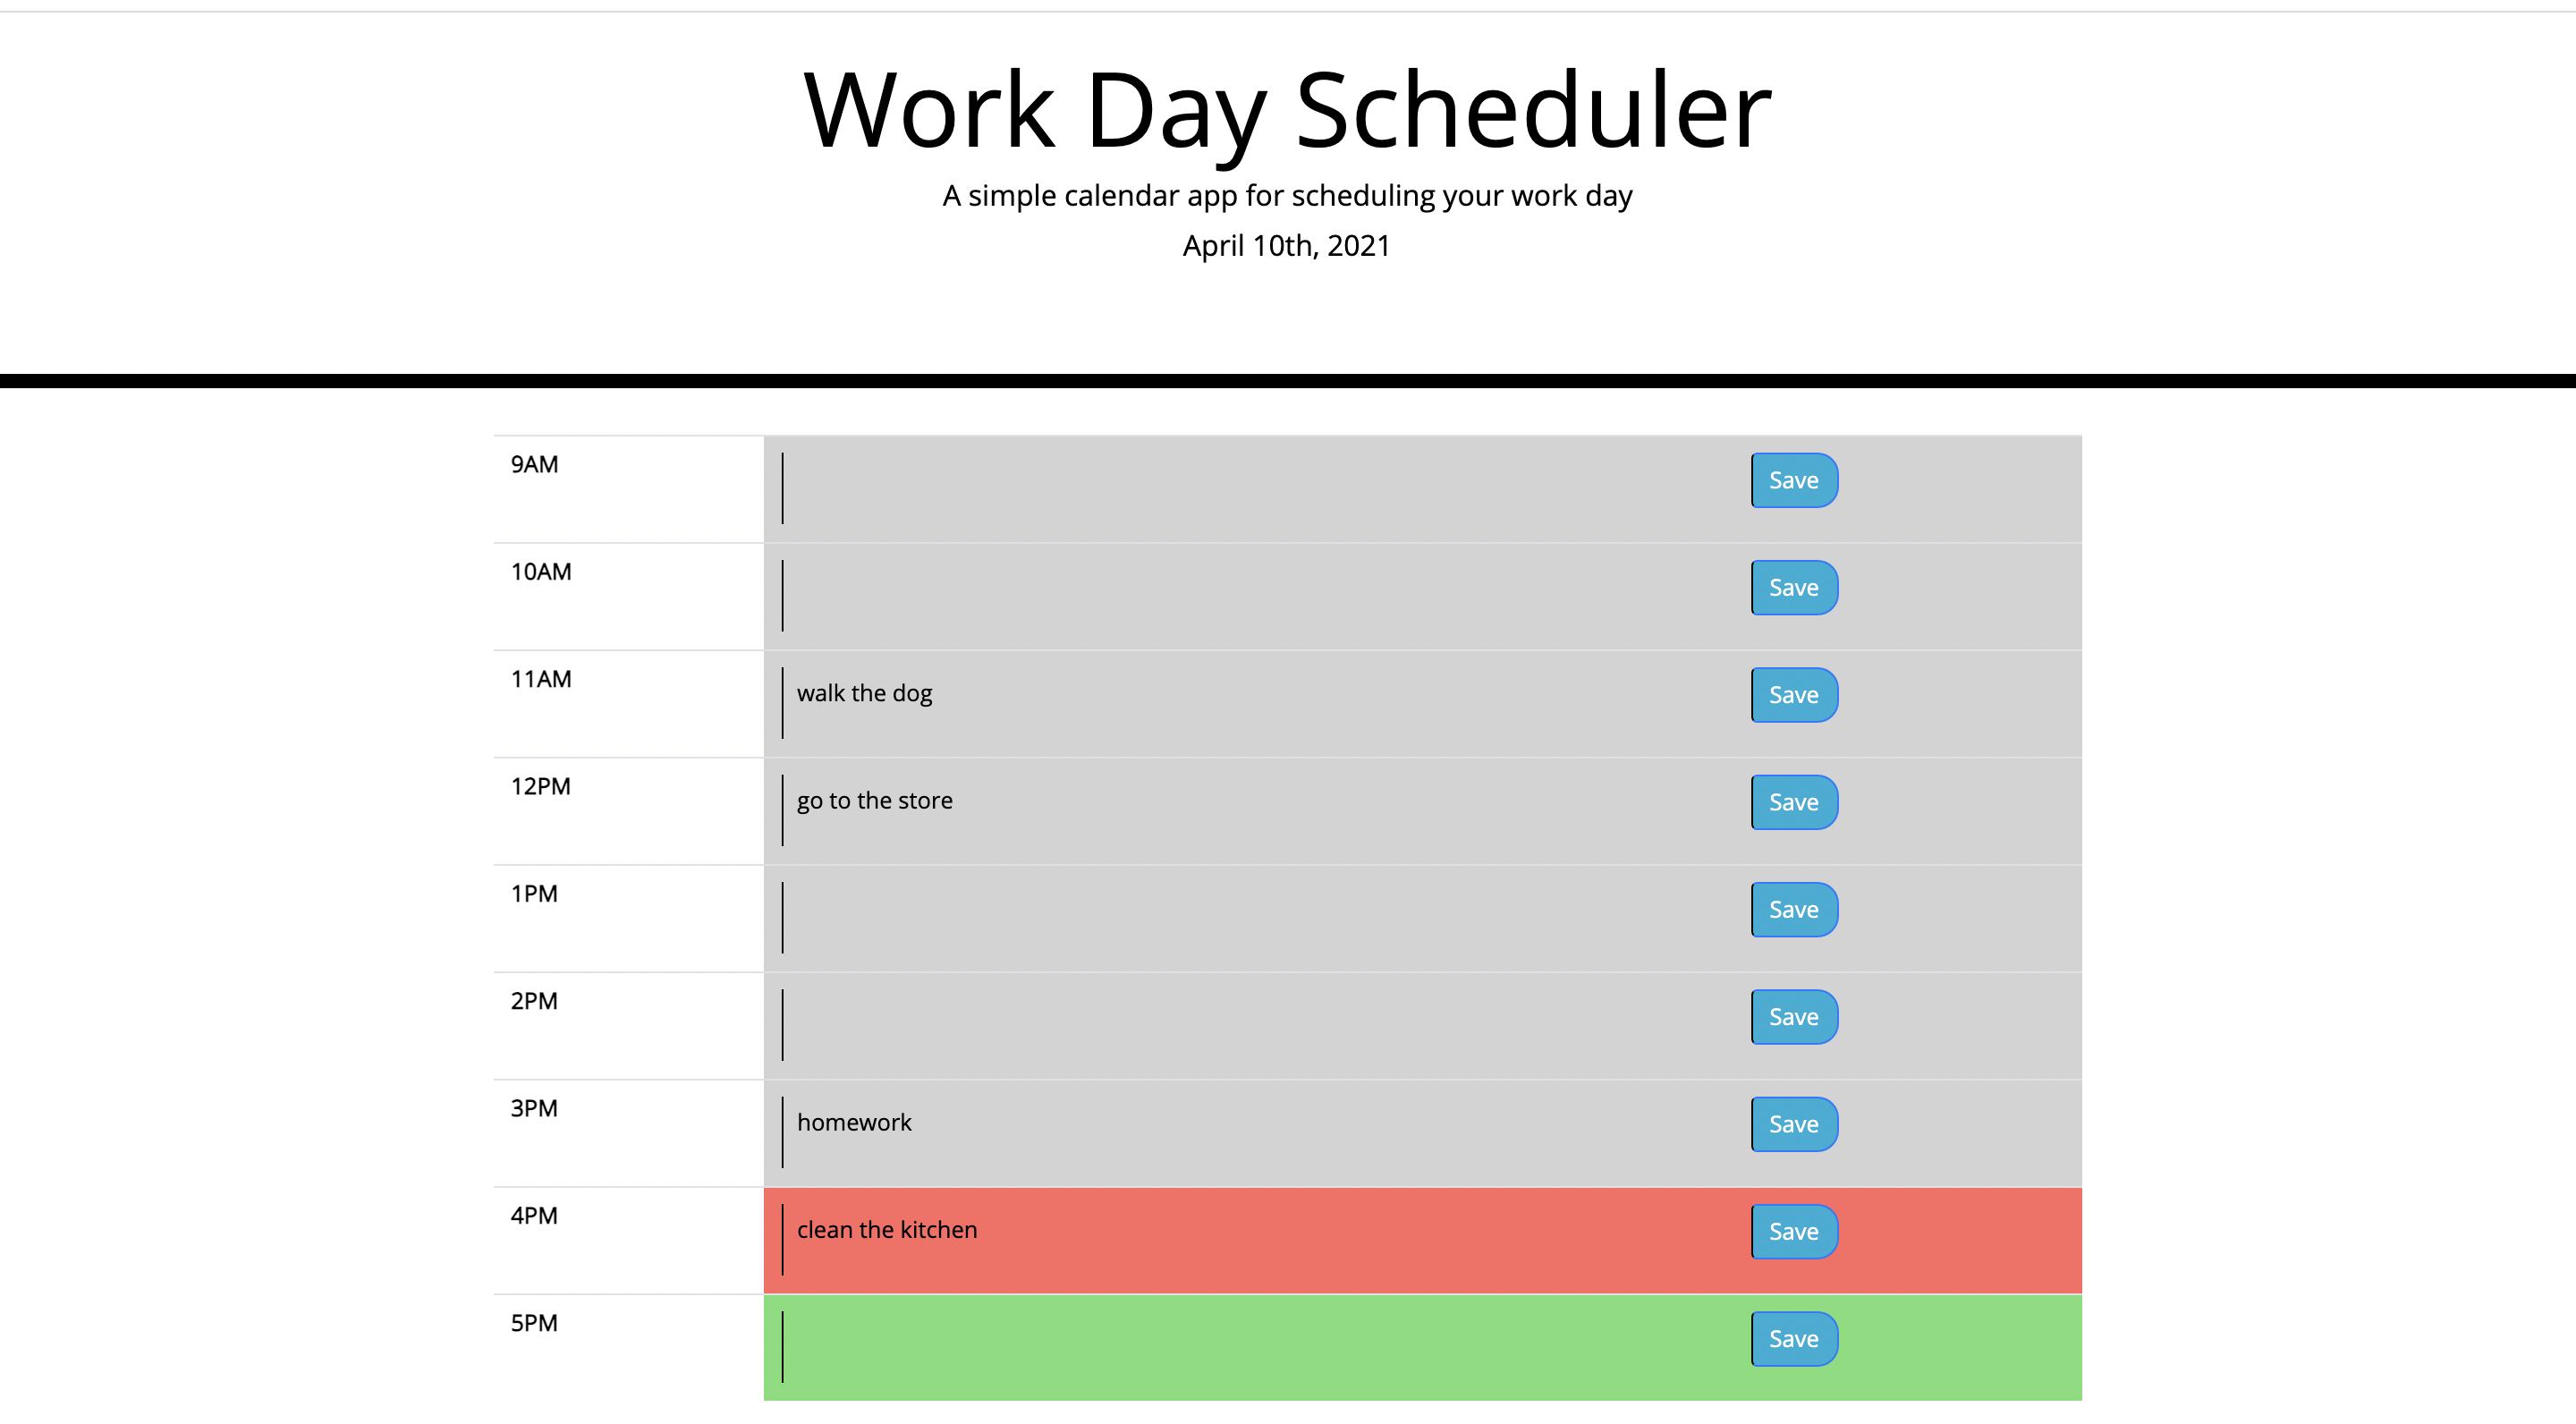 Work Day Scheduler
A simple calendar app for scheduling your work day
April 10th, 2021
9AM Save
10AM Save
11AM walk the dog Save
12PM go to the store Save
1PM Save
2PM Save
3PM homework Save
4PM clean the kitchen Save
5PM Save